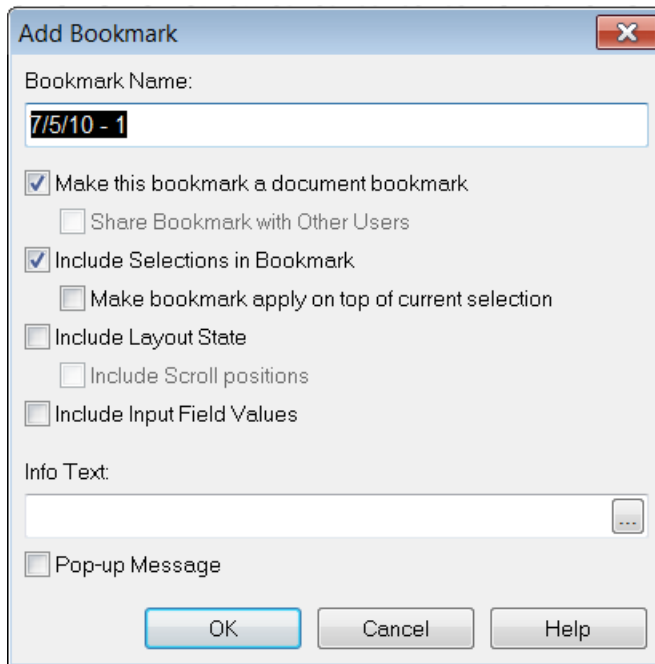 Add Bookmark
Bookmark Name:
7/5/10 - 1
Make this bookmark a document bookmark
Share Bookmark with Other Users
Include Selections in Bookmark
Make bookmark apply on top of current selection
Include Layout State
Include Scroll positions
Include Input Field Values
Info Text:
...
Pop-up Message
OK Cancel Help